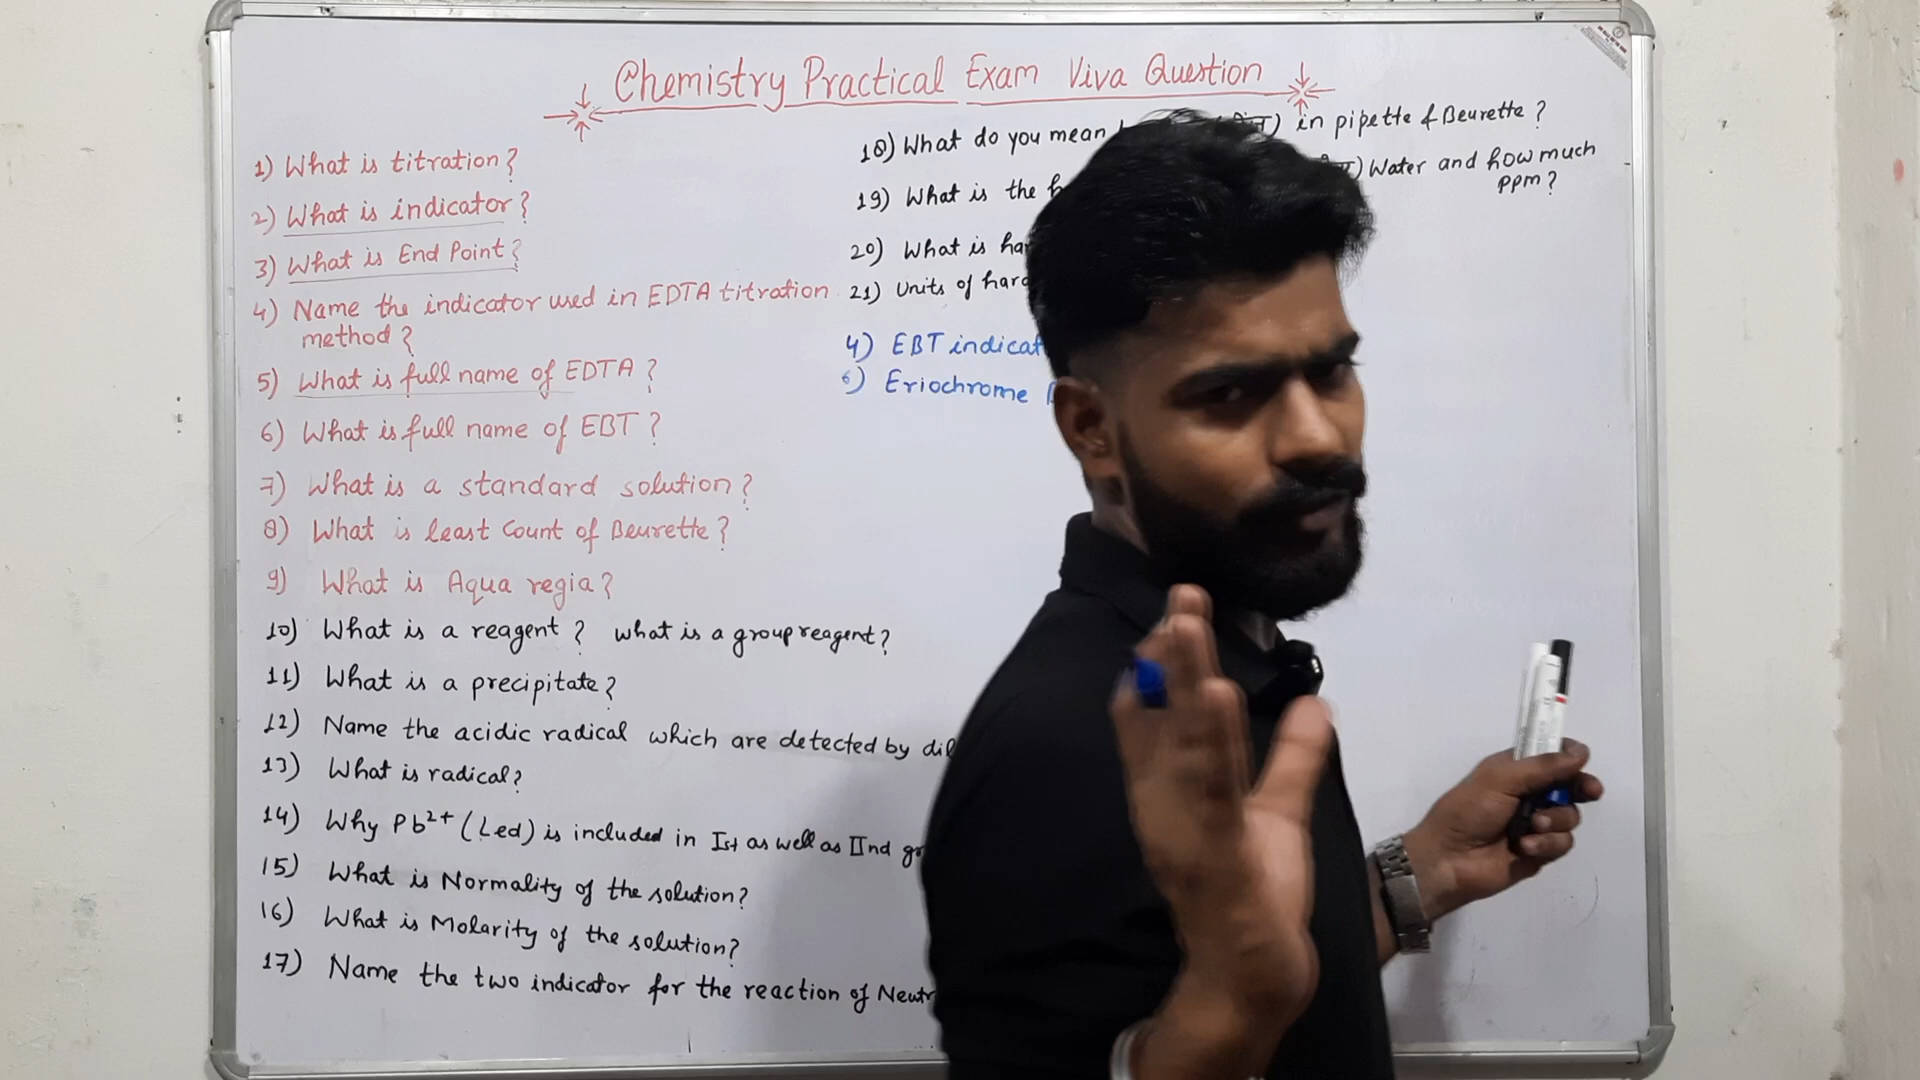 Chemistry Practical Exam Viva Question
1) What is titration?
2) What is indicator?
3) What is End Point?
4) Name the indicator used in EDTA titration
method?
5) What is full name of EDTA?
6) What is full name of EBT?
7) What is a standard solution?
8) What is least Count of Beurette?
9) What is Aqua regia?
10) What is a reagent? what is a group reagent?
11) What is a precipitate?
12) Name the acidic radical which are detected by
13) What is radical?
14) Why Pb2+ (Led) is included in Ist as well as IInd
15) What is Normality of the solution?
16) What is Molarity of the solution?
17) Name the two indicator for the reaction of
18) What do you mean in pipette & Beurette?
19) What is the Water and how much
ppm?
20) What is
21) Units of
4) EBT
6) Eriochrome